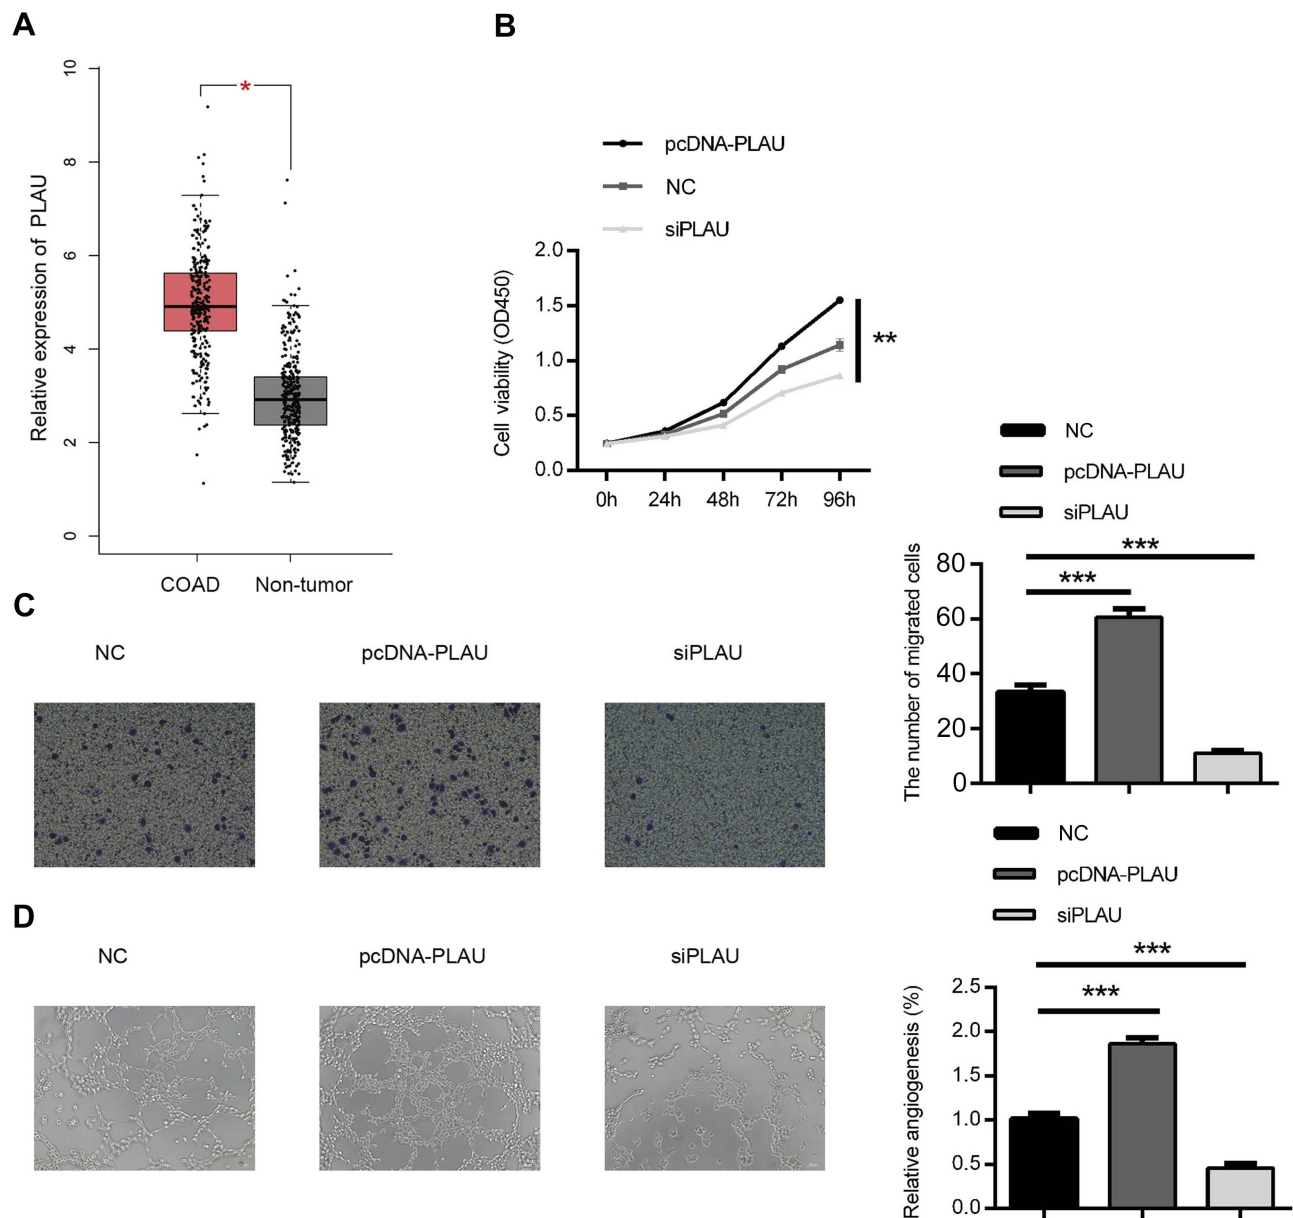 A
B
10
8
6
4
2
0
Relative expression of PLAU
*
COAD
Non-tumor
pcDNA-PLAU
NC
siPLAU
2.0
1.5
1.0
0.5
0.0
Cell viability (OD450)
**
0h
24h
48h
72h
96h
C
NC
pcDNA-PLAU
siPLAU
NC
pcDNA-PLAU
siPLAU
80
60
40
20
0
The number of migrated cells
***
***
D
NC
pcDNA-PLAU
siPLAU
NC
pcDNA-PLAU
siPLAU
2.5
2.0
1.5
1.0
0.5
0.0
Relative angiogenesis (%)
***
***